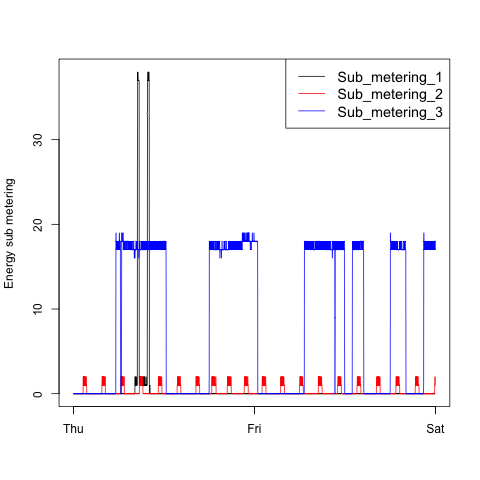 Sub_metering_1
Sub_metering_2
Sub_metering_3
Energy sub metering
30
20
10
0
Thu
Fri
Sat